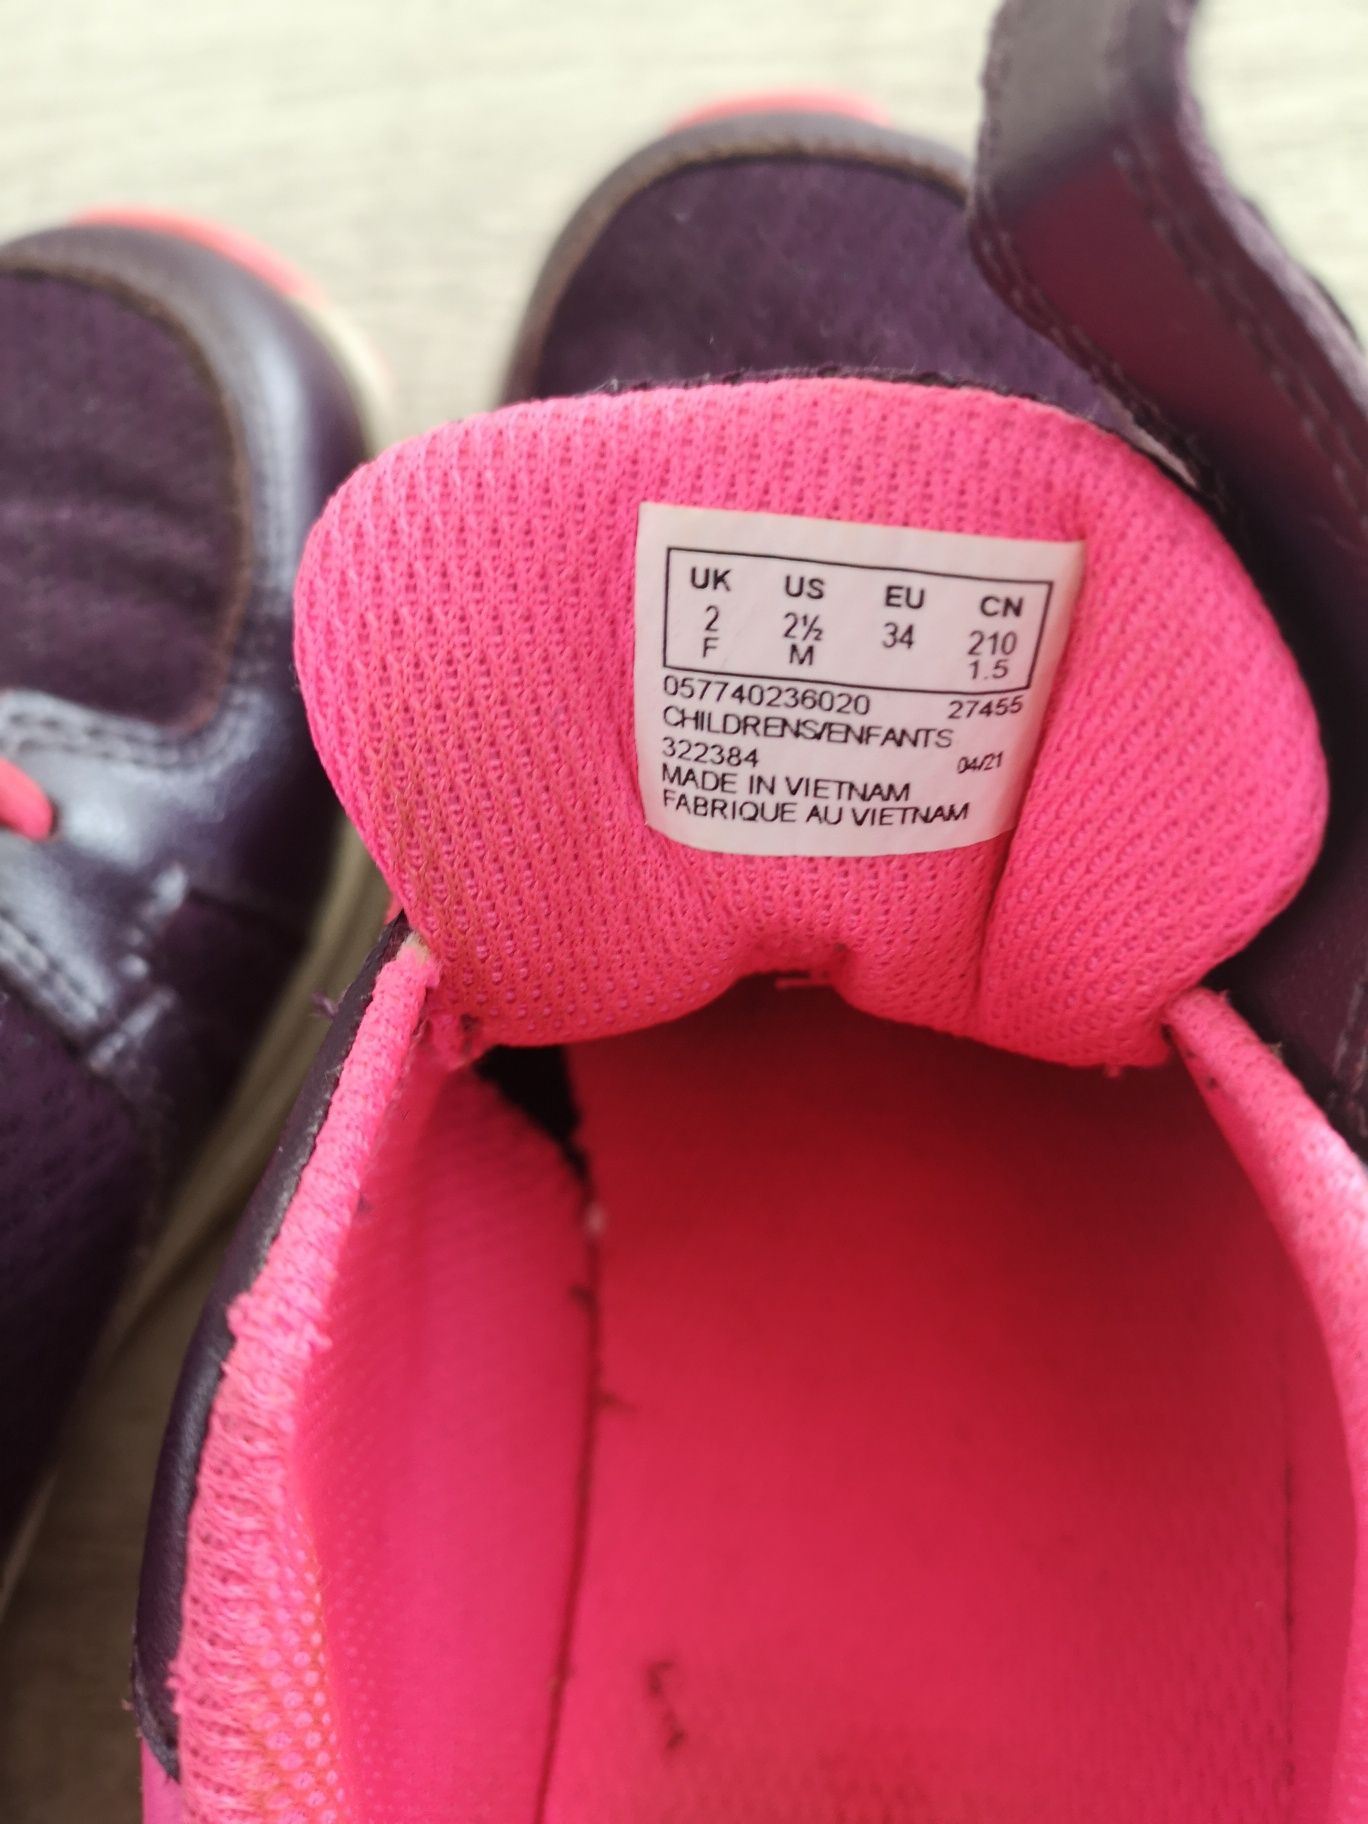 UK US EU CN
2 2½ 34 210
F M 1.5
057740236020 27455
CHILDRENS/ENFANTS
322384 04/21
MADE IN VIETNAM
FABRIQUE AU VIETNAM